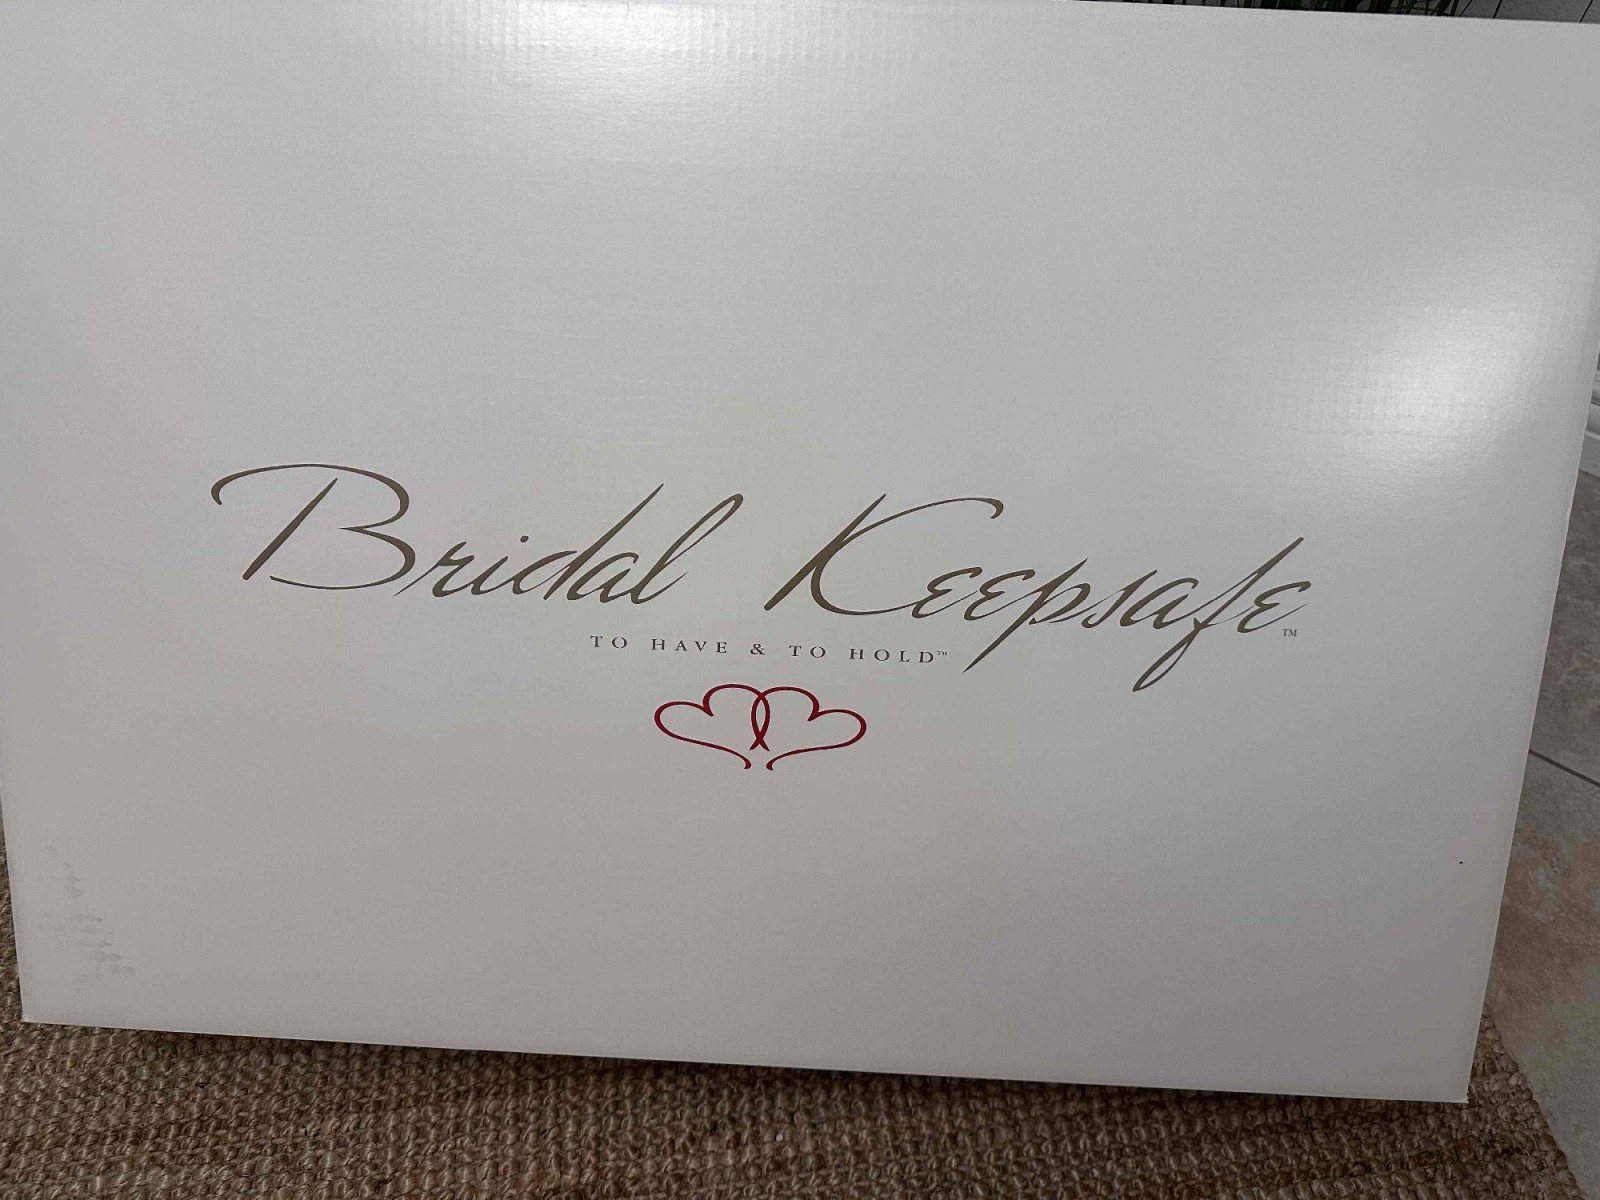 Bridal Keepsafe™
TO HAVE & TO HOLD™